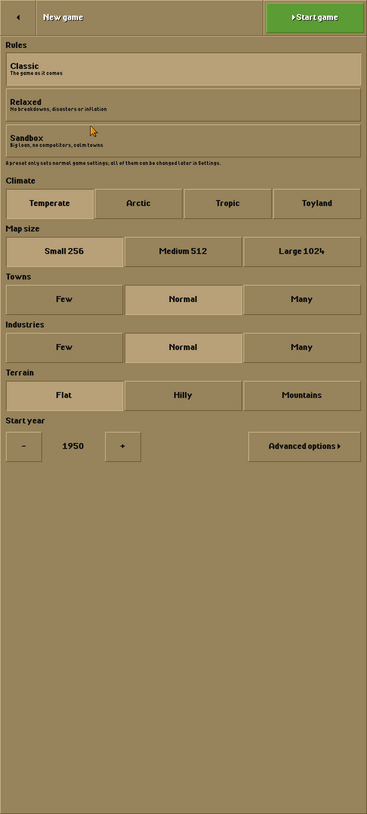 New game
Start game
Rules
Classic
The game as it comes
Relaxed
No breakdowns, disasters or inflation
Sandbox
Big loan, no competitors, calm towns
A preset only sets normal game settings; all of them can be changed later in Settings.
Climate
Temperate Arctic Tropic Toyland
Map size
Small 256 Medium 512 Large 1024
Towns
Few Normal Many
Industries
Few Normal Many
Terrain
Flat Hilly Mountains
Start year
- 1950 + Advanced options